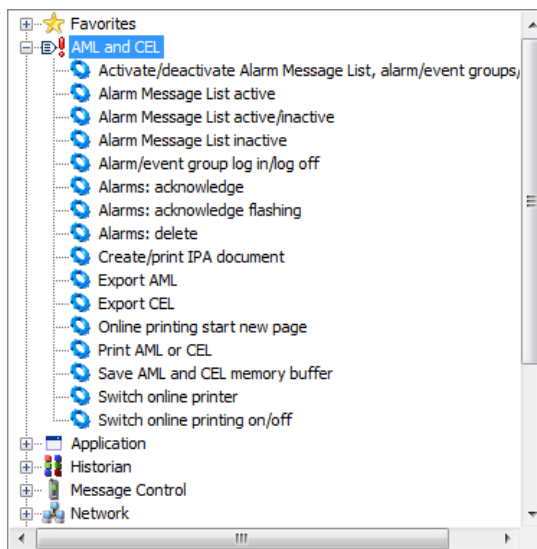 Favorites
AML and CEL
Activate/deactivate Alarm Message List, alarm/event groups,
Alarm Message List active
Alarm Message List active/inactive
Alarm Message List inactive
Alarm/event group log in/log off
Alarms: acknowledge
Alarms: acknowledge flashing
Alarms: delete
Create/print IPA document
Export AML
Export CEL
Online printing start new page
Print AML or CEL
Save AML and CEL memory buffer
Switch online printer
Switch online printing on/off
Application
Historian
Message Control
Network